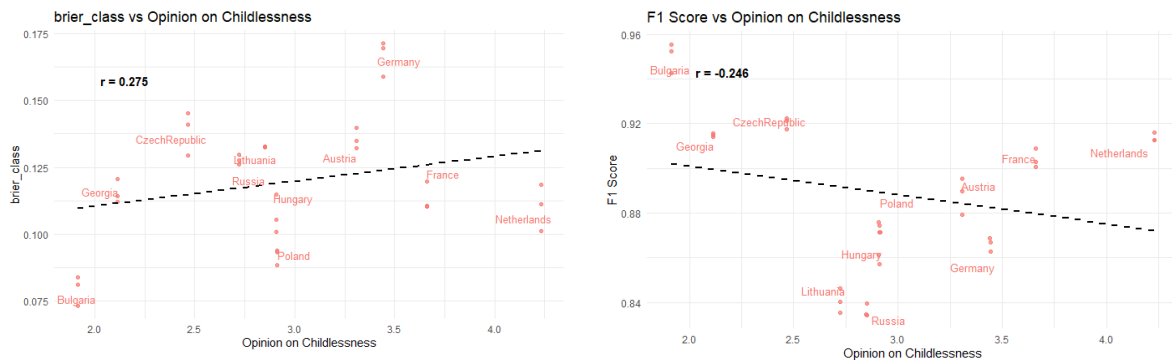 brier_class vs Opinion on Childlessness
0.175
0.150
0.125
0.100
0.075
brier_class
r = 0.275
Germany
CzechRepublic
Lithuania
Austria
Russia
France
Georgia
Hungary
Netherlands
Poland
Bulgaria
2.0 2.5 3.0 3.5 4.0
Opinion on Childlessness
F1 Score vs Opinion on Childlessness
0.96
0.92
0.88
0.84
F1 Score
Bulgaria
r = -0.246
CzechRepublic
Georgia
France
Netherlands
Austria
Poland
Hungary
Germany
Lithuania
Russia
2.0 2.5 3.0 3.5 4.0
Opinion on Childlessness